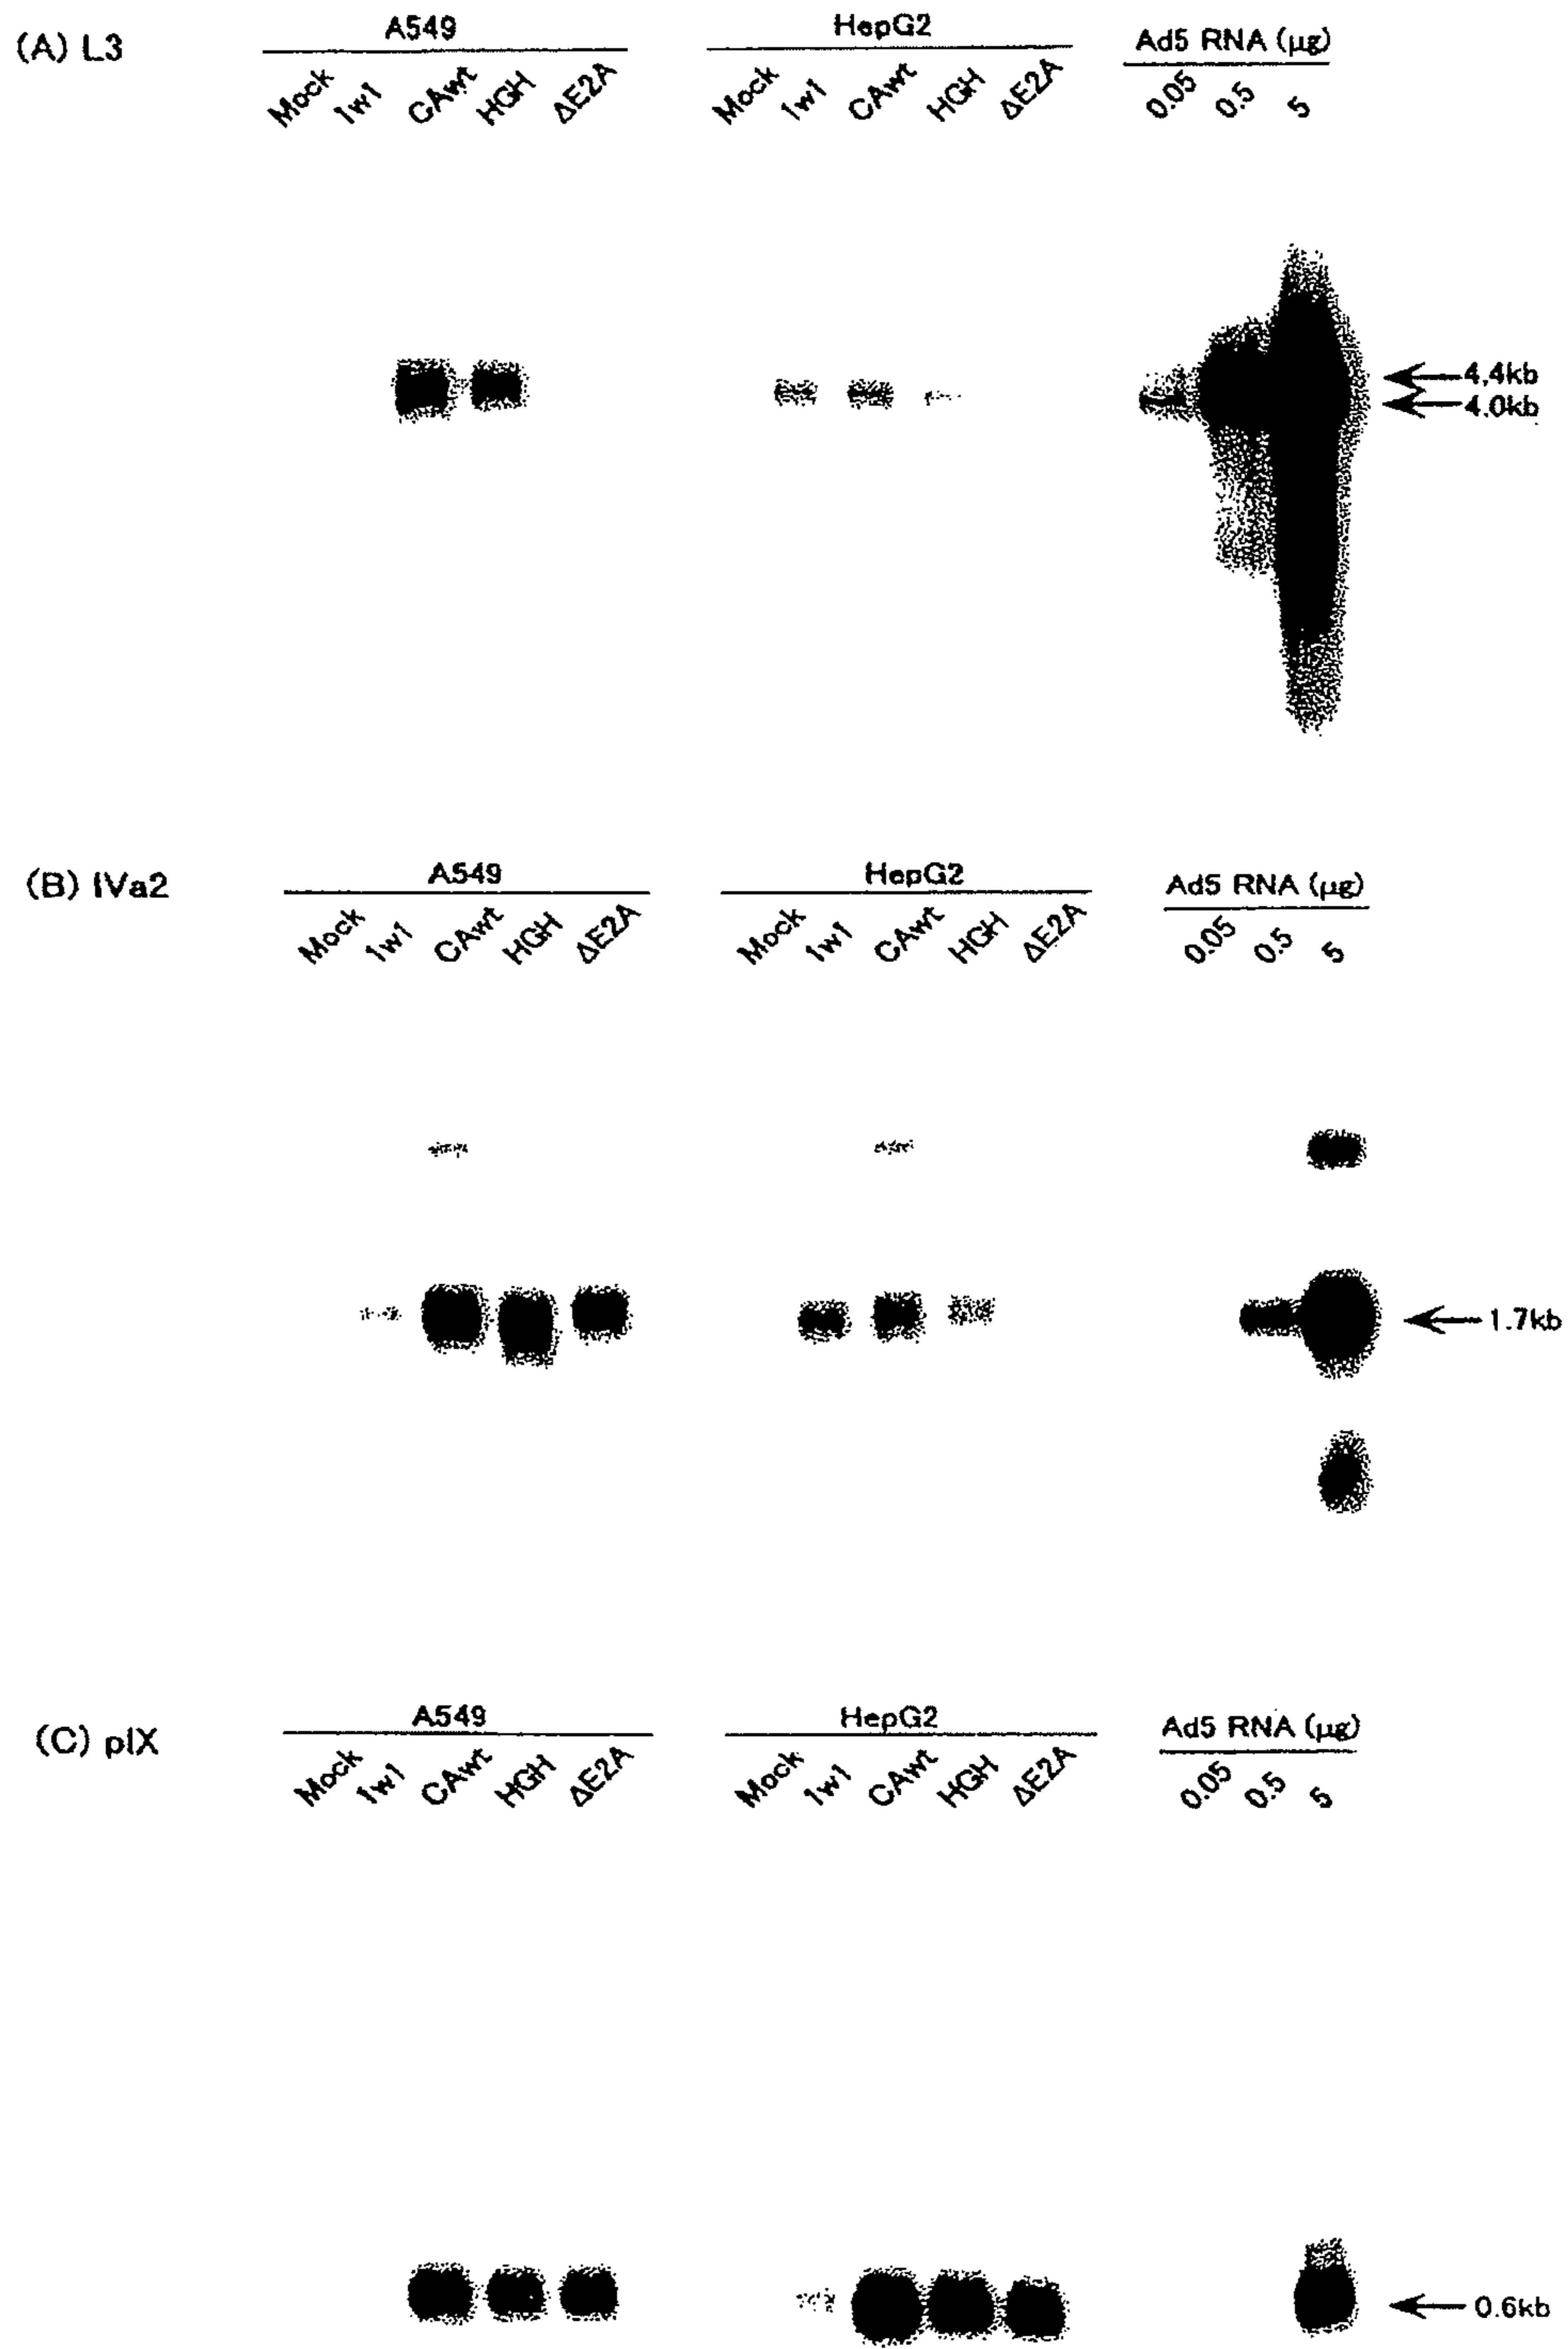 (A) L3
A549 HepG2 Ad5 RNA (μg)
Mock 1w1 CAwt HGH ΔE2A Mock 1w1 CAwt HGH ΔE2A 0.05 0.5 5
4.4kb
4.0kb
(B) IVa2
A549 HepG2 Ad5 RNA (μg)
Mock 1w1 CAwt HGH ΔE2A Mock 1w1 CAwt HGH ΔE2A 0.05 0.5 5
1.7kb
(C) pIX
A549 HepG2 Ad5 RNA (μg)
Mock 1w1 CAwt HGH ΔE2A Mock 1w1 CAwt HGH ΔE2A 0.05 0.5 5
0.6kb